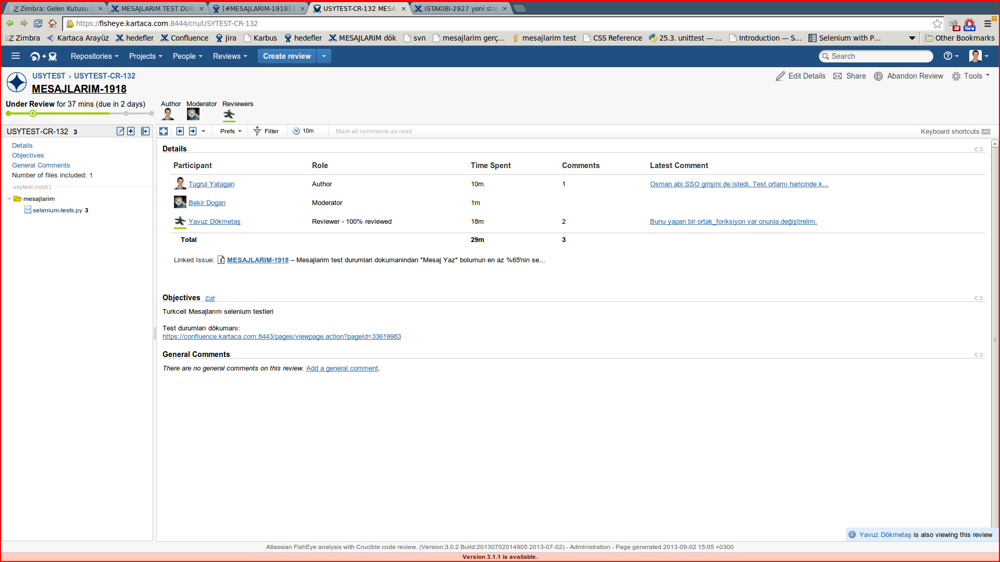 Zimbra: Gelen Kutusu (
MESAJLARIM TEST DUR
[#MESAJLARIM-1918]
USYTEST-CR-132 MESA
ISTAKIBI-2927 yeni staj
https://fisheye.kartaca.com:8444/cru/USYTEST-CR-132
48
New
Zimbra
Kartaca Arayüz
hedefler
Confluence
Jira
Karbus
hedefler
MESAJLARIM dök
svn
mesajlarim gerç...
mesajlarim test
CSS Reference
25.3. unittest — ...
Introduction — S...
Selenium with P...
Other Bookmarks
Repositories
Projects
People
Reviews
Create review
Search
USYTEST › USYTEST-CR-132
MESAJLARIM-1918
Edit Details
Share
Abandon Review
Tools
Under Review for 37 mins (due in 2 days)
Author
Moderator
Reviewers
USYTEST-CR-132 3
Prefs
Filter
10m
Mark all comments as read
Keyboard shortcuts
Details
Objectives
General Comments
Number of files included: 1
usytest (root:)
mesajlarim
selenium-tests.py 3
Details
Participant Role Time Spent Comments Latest Comment
Tugrul Yatagan Author 10m 1 Osman abi SSO girişini de istedi. Test ortamı haricinde k...
Bekir Dogan Moderator 1m
Yavuz Dökmetaş Reviewer - 100% reviewed 18m 2 Bunu yapan bir ortak_fonksiyon var onunla değiştirelim.
Total 29m 3
Linked Issue: MESAJLARIM-1918 – Mesajlarim test durumlari dokumanindan "Mesaj Yaz" bolumun en az %65'nin se...
Objectives Edit
Turkcell Mesajlarım selenium testleri
Test durumları dökumanı:
https://confluence.kartaca.com:8443/pages/viewpage.action?pageId=33619983
General Comments
There are no general comments on this review. Add a general comment.
Yavuz Dökmetaş is also viewing this review
Atlassian FishEye analysis with Crucible code review. (Version:3.0.2 Build:20130702014905 2013-07-02) - Administration - Page generated 2013-09-02 15:05 +0300
Version 3.1.1 is available.